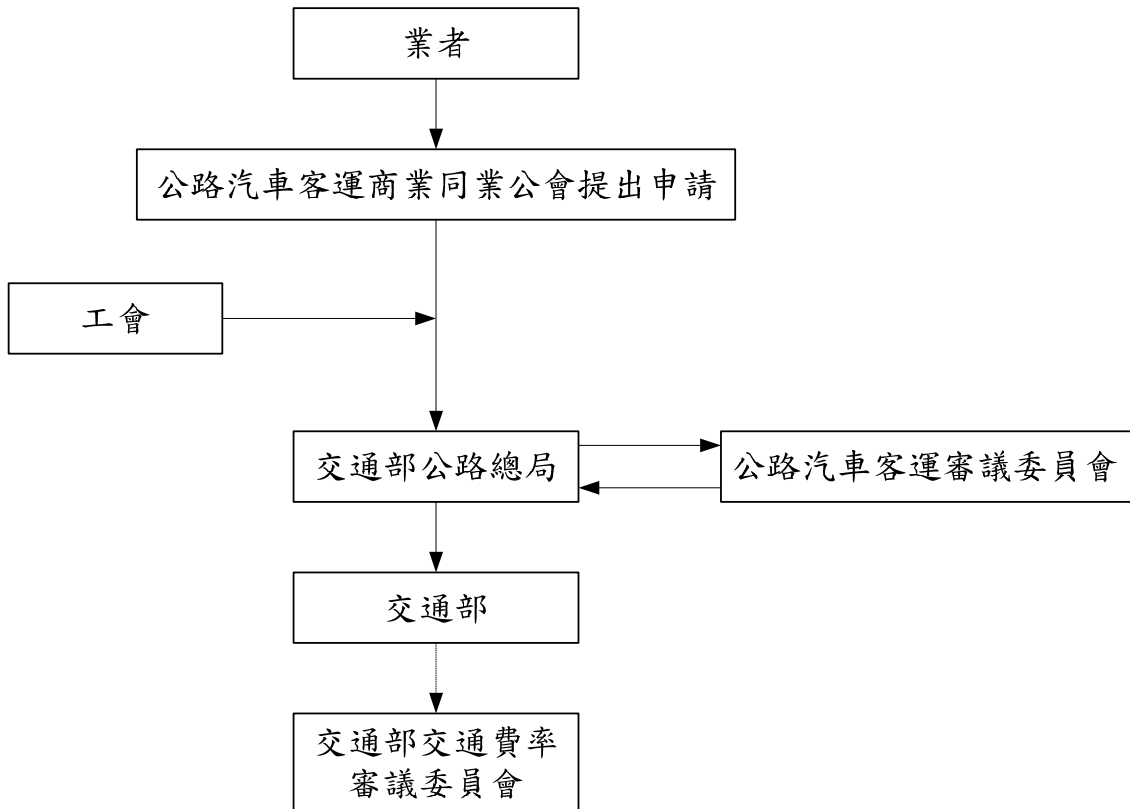 業者
公路汽車客運商業同業公會提出申請
工會
交通部公路總局
公路汽車客運審議委員會
交通部
交通部交通費率
審議委員會